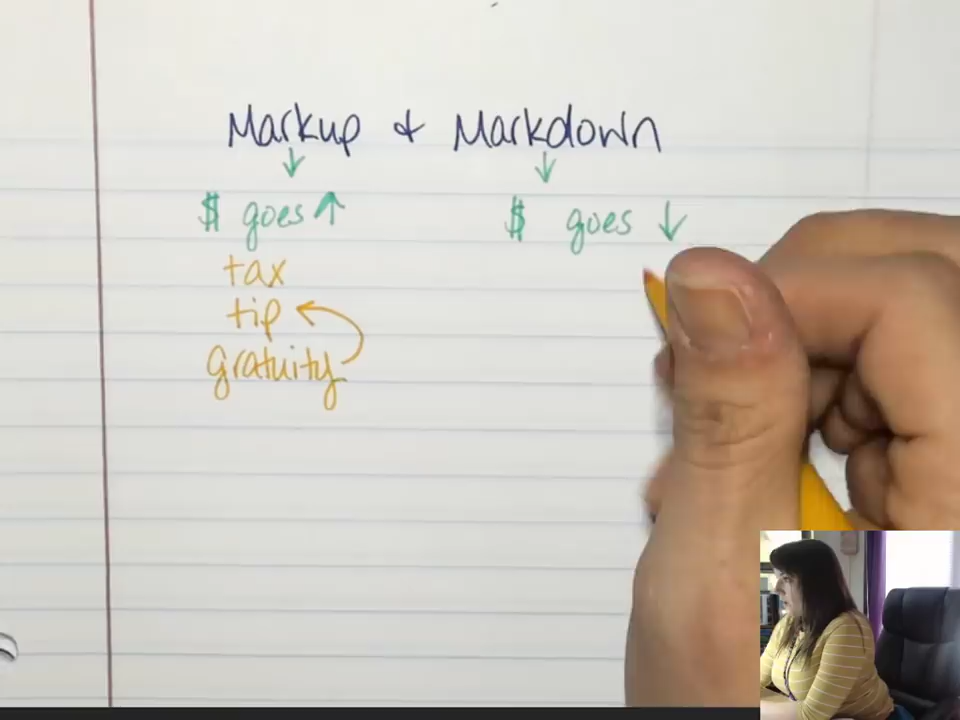 Markup & Markdown
↓ ↓
$ goes ↑ $ goes ↓
tax
tip
gratuity